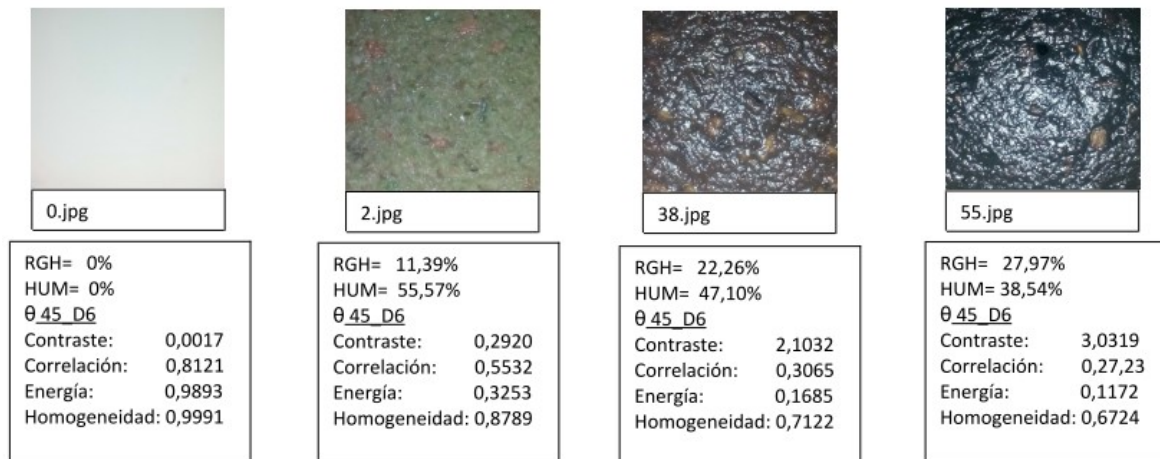 0.jpg
RGH= 0%
HUM= 0%
θ 45_D6
Contraste: 0,0017
Correlación: 0,8121
Energía: 0,9893
Homogeneidad: 0,9991
2.jpg
RGH= 11,39%
HUM= 55,57%
θ 45_D6
Contraste: 0,2920
Correlación: 0,5532
Energía: 0,3253
Homogeneidad: 0,8789
38.jpg
RGH= 22,26%
HUM= 47,10%
θ 45_D6
Contraste: 2,1032
Correlación: 0,3065
Energía: 0,1685
Homogeneidad: 0,7122
55.jpg
RGH= 27,97%
HUM= 38,54%
θ 45_D6
Contraste: 3,0319
Correlación: 0,27,23
Energía: 0,1172
Homogeneidad: 0,6724